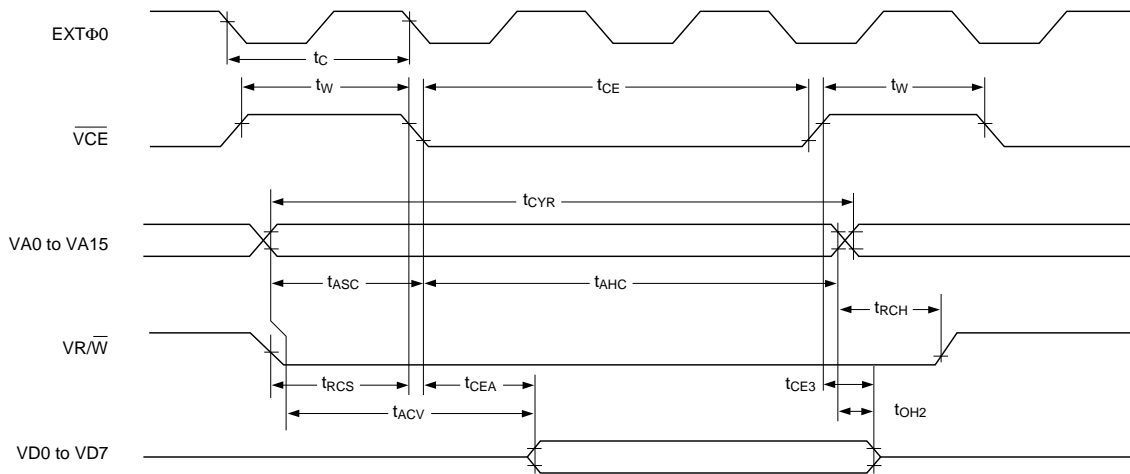 EXTΦ0
tC
tW
tCE
tW
VCE
tCYR
VA0 to VA15
tASC
tAHC
tRCH
VR/W
tRCS
tCEA
tCE3
tACV
tOH2
VD0 to VD7